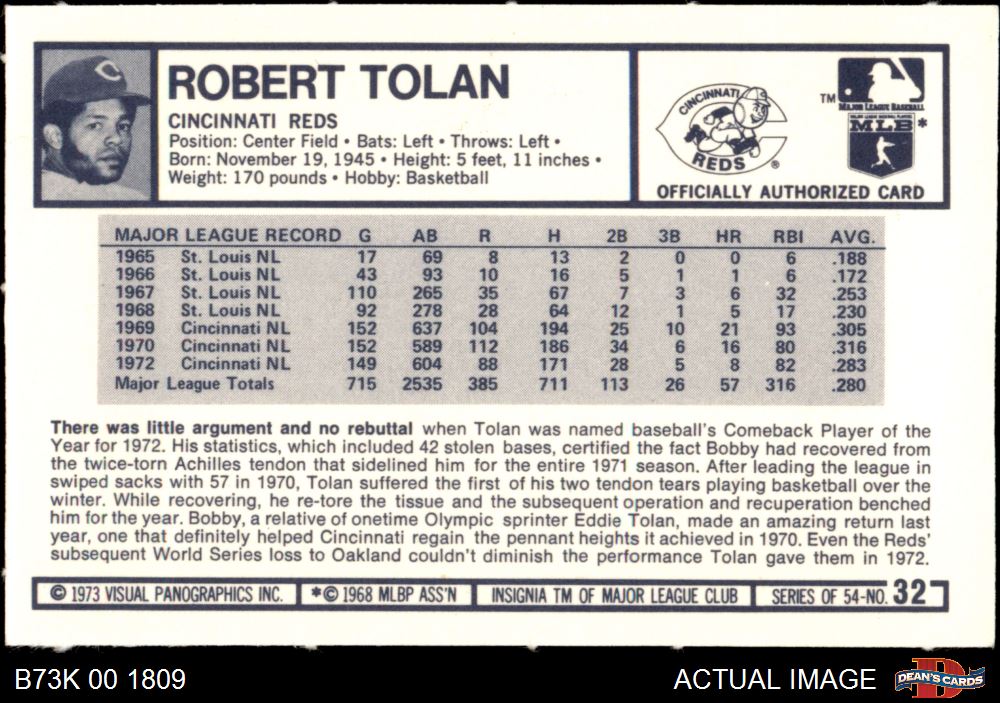 ROBERT TOLAN
CINCINNATI REDS
Position: Center Field • Bats: Left • Throws: Left •
Born: November 19, 1945 • Height: 5 feet, 11 inches •
Weight: 170 pounds • Hobby: Basketball
C
CINCINNATI
REDS ®
TM
MAJOR LEAGUE BASEBALL
MAJOR LEAGUE BASEBALL PLAYERS
MLB *
OFFICIALLY AUTHORIZED CARD
MAJOR LEAGUE RECORD G AB R H 2B 3B HR RBI AVG.
1965 St. Louis NL 17 69 8 13 2 0 0 6 .188
1966 St. Louis NL 43 93 10 16 5 1 1 6 .172
1967 St. Louis NL 110 265 35 67 7 3 6 32 .253
1968 St. Louis NL 92 278 28 64 12 1 5 17 .230
1969 Cincinnati NL 152 637 104 194 25 10 21 93 .305
1970 Cincinnati NL 152 589 112 186 34 6 16 80 .316
1972 Cincinnati NL 149 604 88 171 28 5 8 82 .283
Major League Totals 715 2535 385 711 113 26 57 316 .280
There was little argument and no rebuttal when Tolan was named baseball's Comeback Player of the
Year for 1972. His statistics, which included 42 stolen bases, certified the fact Bobby had recovered from
the twice-torn Achilles tendon that sidelined him for the entire 1971 season. After leading the league in
swiped sacks with 57 in 1970, Tolan suffered the first of his two tendon tears playing basketball over the
winter. While recovering, he re-tore the tissue and the subsequent operation and recuperation benched
him for the year. Bobby, a relative of onetime Olympic sprinter Eddie Tolan, made an amazing return last
year, one that definitely helped Cincinnati regain the pennant heights it achieved in 1970. Even the Reds'
subsequent World Series loss to Oakland couldn't diminish the performance Tolan gave them in 1972.
© 1973 VISUAL PANOGRAPHICS INC. *© 1968 MLBP ASS'N INSIGNIA TM OF MAJOR LEAGUE CLUB SERIES OF 54-NO. 32
B73K 00 1809 ACTUAL IMAGE
D
DEAN'S CARDS